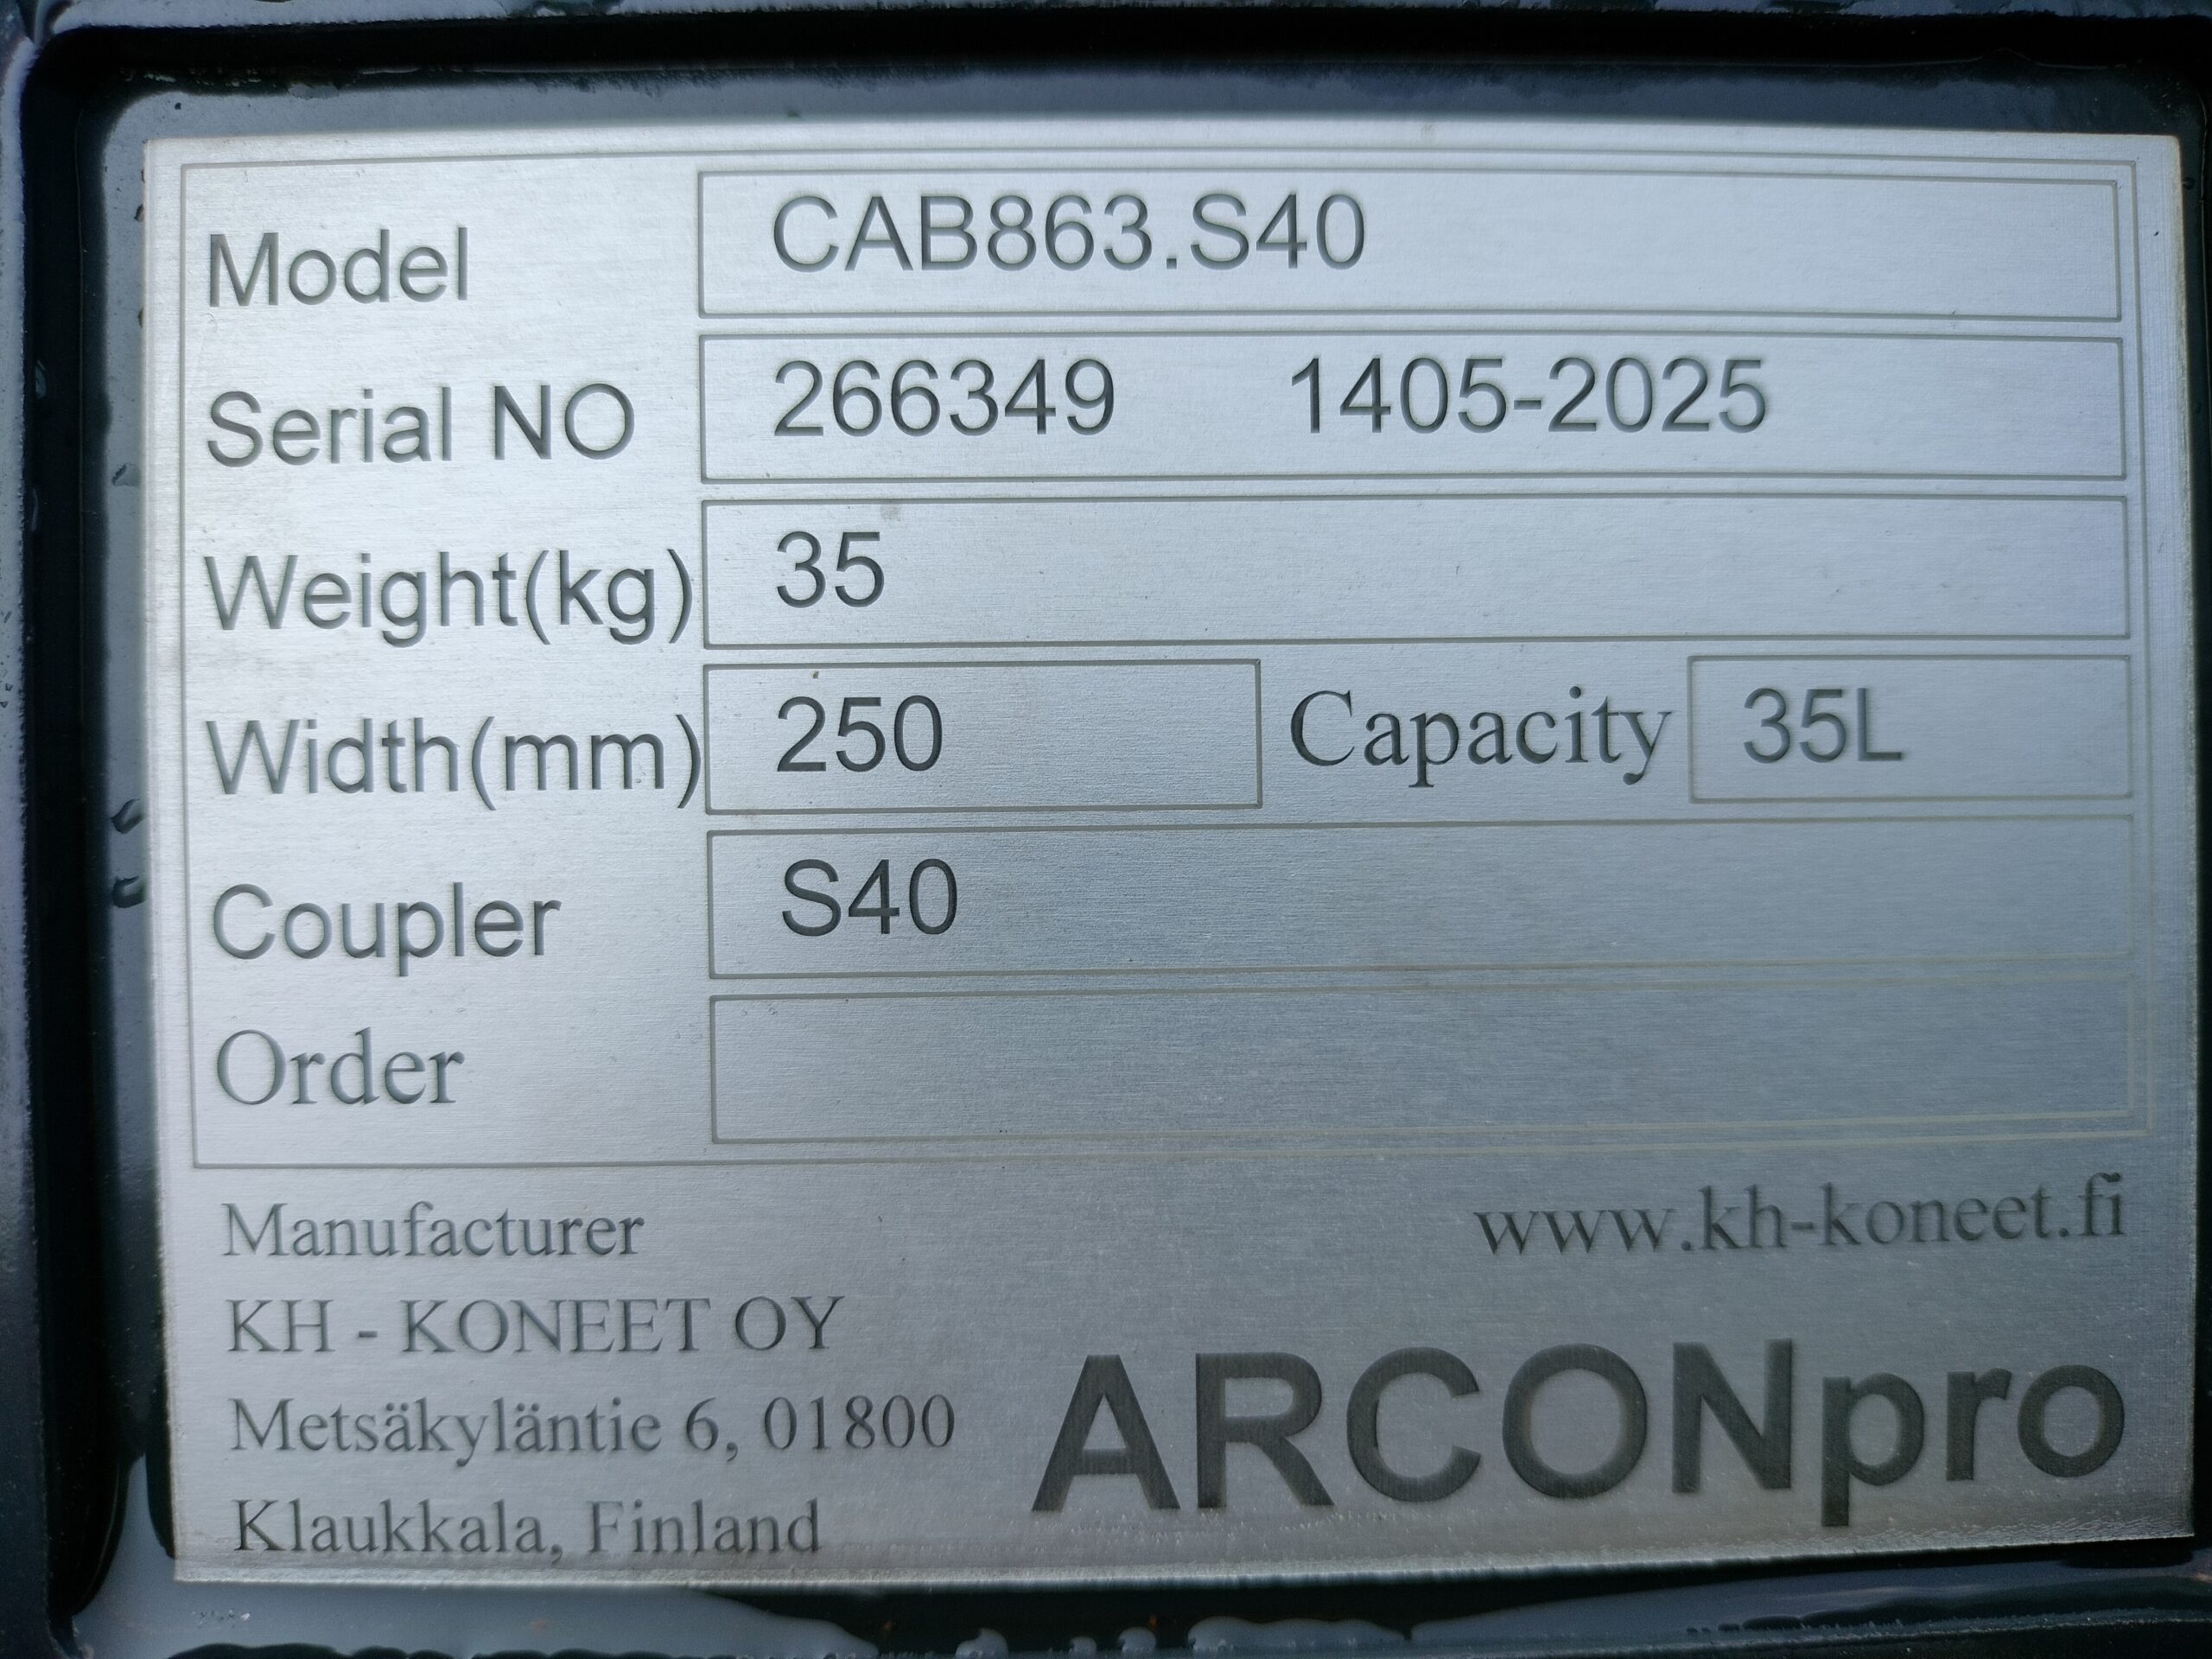 Model CAB863.S40
Serial NO 266349 1405-2025
Weight(kg) 35
Width(mm) 250 Capacity 35L
Coupler S40
Order
Manufacturer www.kh-koneet.fi
KH - KONEET OY
Metsäkyläntie 6, 01800
Klaukkala, Finland
ARCONpro